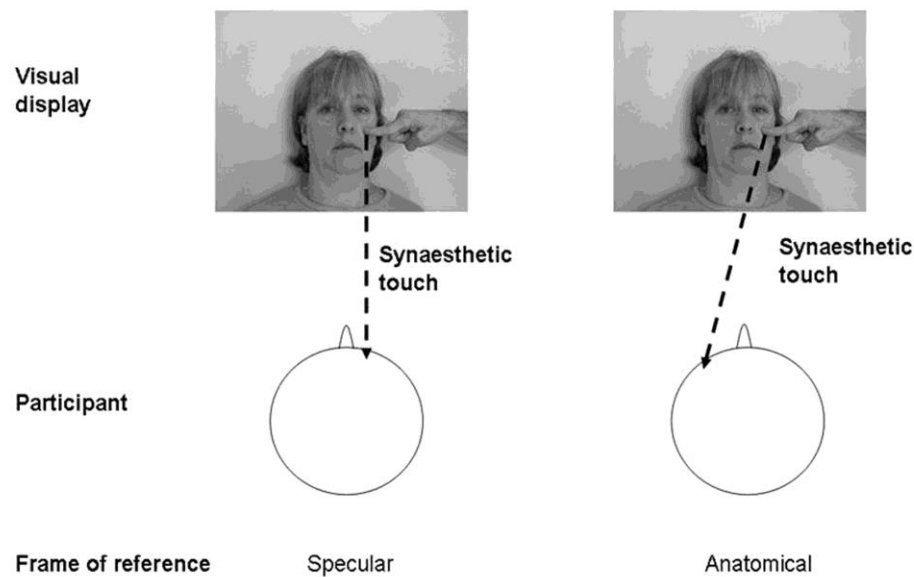 Visual
display
Synaesthetic
touch
Synaesthetic
touch
Participant
Frame of reference
Specular
Anatomical